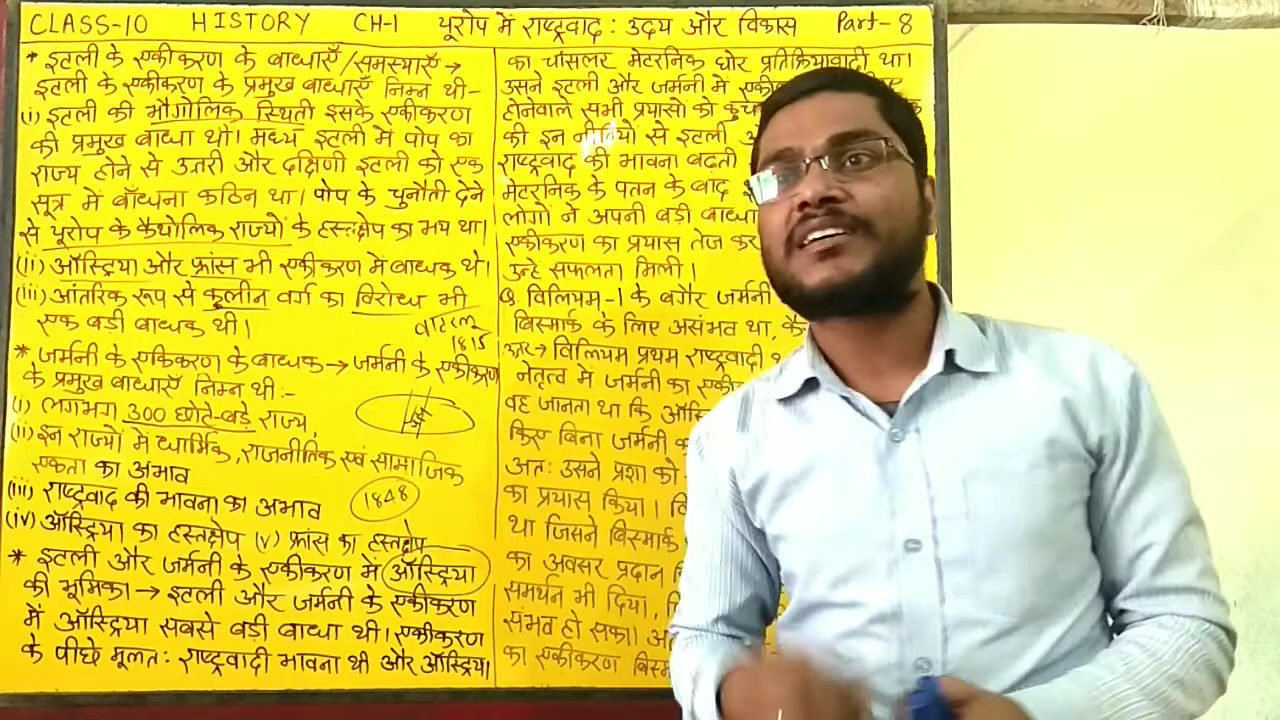 CLASS-10 HISTORY CH-1 यूरोप में राष्ट्रवाद : उदय और विकास Part-8
* इटली के एकीकरण के बाधाएँ/समस्याएँ →
इटली के एकीकरण के प्रमुख बाधाएँ निम्न थी-
(i) इटली की भौगोलिक स्थिती इसके एकीकरण
की प्रमुख बाधा थी। मध्य इटली में पोप का
राज्य होने से उत्तरी और दक्षिणी इटली को एक
सूत्र में बाँधना कठिन था। पोप के चुनौती देने
से यूरोप के कैथोलिक राज्यों के हस्तक्षेप का भय था।
(ii) ऑस्ट्रिया और फ्रांस भी एकीकरण में बाधक थे।
(iii) आंतरिक रूप से कुलीन वर्ग का विरोध भी
एक बड़ी बाधक थी।
वाटरलू
1815
* जर्मनी के एकिकरण के बाधक → जर्मनी के एकीकरण
के प्रमुख बाधाएँ निम्न थी:-
(i) लगभग 300 छोटे-बड़े राज्य,
(ii) इन राज्यों में धार्मिक, राजनीतिक एवं सामाजिक
एकता का अभाव
(iii) राष्ट्रवाद की भावना का अभाव
1848
(iv) ऑस्ट्रिया का हस्तक्षेप (v) फ्रांस का हस्तक्षेप
* इटली और जर्मनी के एकीकरण में ऑस्ट्रिया
की भूमिका → इटली और जर्मनी के एकीकरण
में ऑस्ट्रिया सबसे बड़ी बाधा थी। एकीकरण
के पीछे मूलत: राष्ट्रवादी भावना थी और ऑस्ट्रिया
का चांसलर मेटरनिक घोर प्रतिक्रियावादी था।
उसने इटली और जर्मनी में
होनेवाले सभी प्रयासों को
की इन नीतियों से इटली
राष्ट्रवाद की भावना बढ़ती
मेटरनिक के पतन के बाद
लोगों ने अपनी बड़ी बाधा
एकीकरण का प्रयास तेज कर
उन्हें सफलता मिली।
Q. विलियम-1 के बगैर जर्मनी
बिस्मार्क के लिए असंभव था,
उत्तर→ विलियम प्रथम राष्ट्रवादी
नेतृत्व में जर्मनी का
वह जानता था कि
किए बिना जर्मनी
अत: उसने प्रशा को
का प्रयास किया।
था जिसने बिस्मार्क
का अवसर प्रदान
समर्थन भी दिया,
संभव हो सका।
का एकीकरण